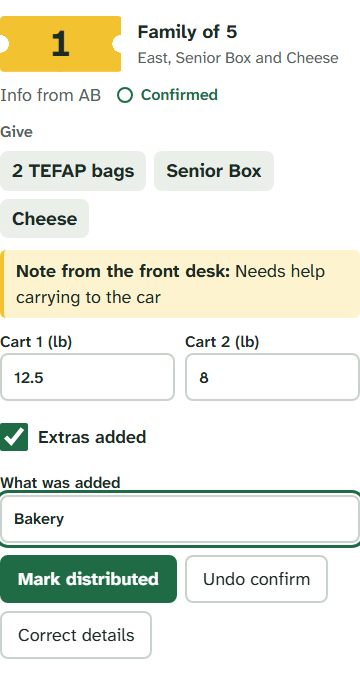 1
Family of 5
East, Senior Box and Cheese
Info from AB
Confirmed
Give
2 TEFAP bags
Senior Box
Cheese
Note from the front desk: Needs help
carrying to the car
Cart 1 (lb)
Cart 2 (lb)
12.5
8
Extras added
What was added
Bakery
Mark distributed
Undo confirm
Correct details